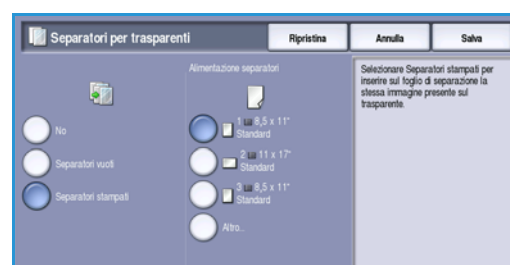 Separatori per trasparenti
Ripristina
Annulla
Salva
No
Separatori vuoti
Separatori stampati
Alimentazione separatori
1 8,5 x 11"
Standard
2 11 x 17"
Standard
3 8,5 x 11"
Standard
Altro...
Selezionare Separatori stampati per
inserire sul foglio di separazione la
stessa immagine presente sul
trasparente.